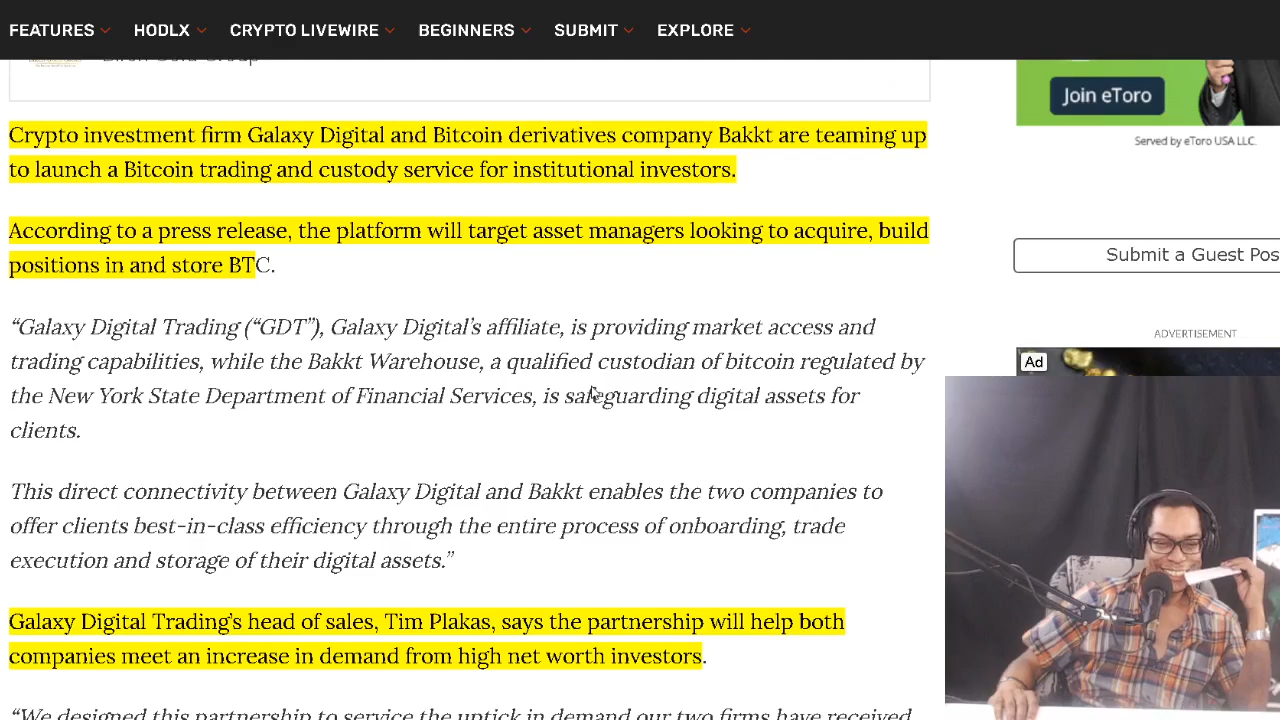 FEATURES HODLX CRYPTO LIVEWIRE BEGINNERS SUBMIT EXPLORE
Join eToro
Served by eToro USA LLC.
Crypto investment firm Galaxy Digital and Bitcoin derivatives company Bakkt are teaming up
to launch a Bitcoin trading and custody service for institutional investors.
According to a press release, the platform will target asset managers looking to acquire, build
positions in and store BTC.
Submit a Guest Pos
“Galaxy Digital Trading (“GDT”), Galaxy Digital’s affiliate, is providing market access and
trading capabilities, while the Bakkt Warehouse, a qualified custodian of bitcoin regulated by
the New York State Department of Financial Services, is safeguarding digital assets for
clients.
ADVERTISEMENT
Ad
This direct connectivity between Galaxy Digital and Bakkt enables the two companies to
offer clients best-in-class efficiency through the entire process of onboarding, trade
execution and storage of their digital assets.”
Galaxy Digital Trading’s head of sales, Tim Plakas, says the partnership will help both
companies meet an increase in demand from high net worth investors.
“We designed this partnership to service the uptick in demand our two firms have received